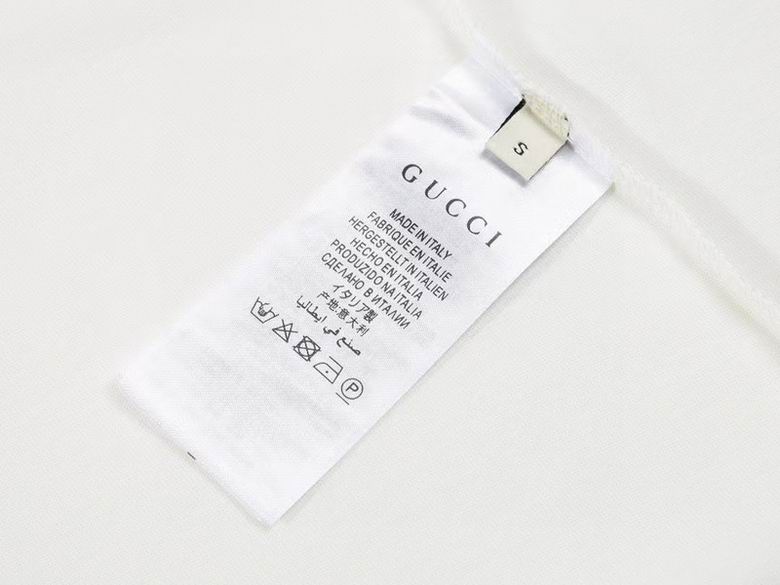 S
GUCCI
MADE IN ITALY
FABRIQUE EN ITALIE
HERGESTELLT IN ITALIEN
HECHO EN ITALIA
PRODUZIDO NA ITALIA
СДЕЛАНО В ИТАЛИИ
イタリア製
产地意大利
صنع في ايطاليا
P